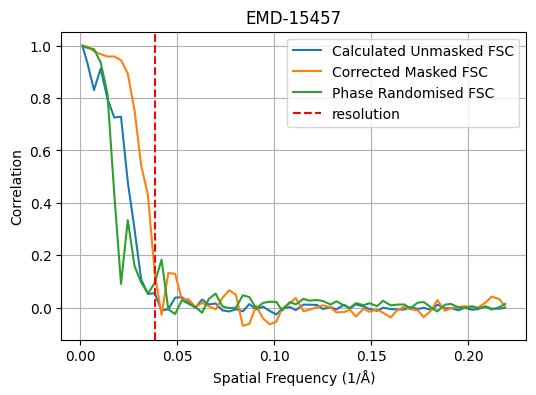 EMD-15457
Calculated Unmasked FSC
Corrected Masked FSC
Phase Randomised FSC
resolution
Correlation
1.0
0.8
0.6
0.4
0.2
0.0
0.00
0.05
0.10
0.15
0.20
Spatial Frequency (1/Å)